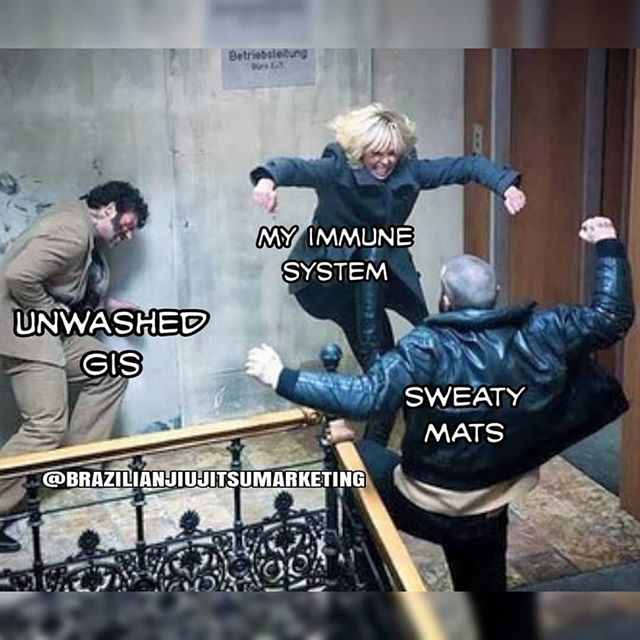 Betriebsleitung
MY IMMUNE
SYSTEM
UNWASHED
GIS
SWEATY
MATS
@BRAZILIANJIUJITSUMARKETING